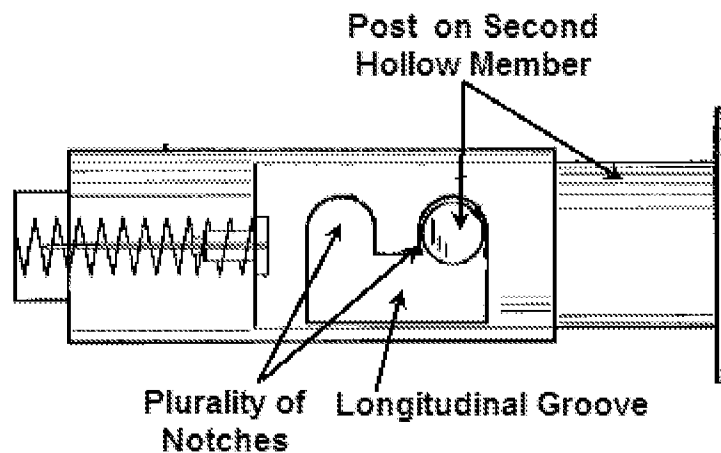 Post on Second
Hollow Member
Plurality of
Notches
Longitudinal Groove